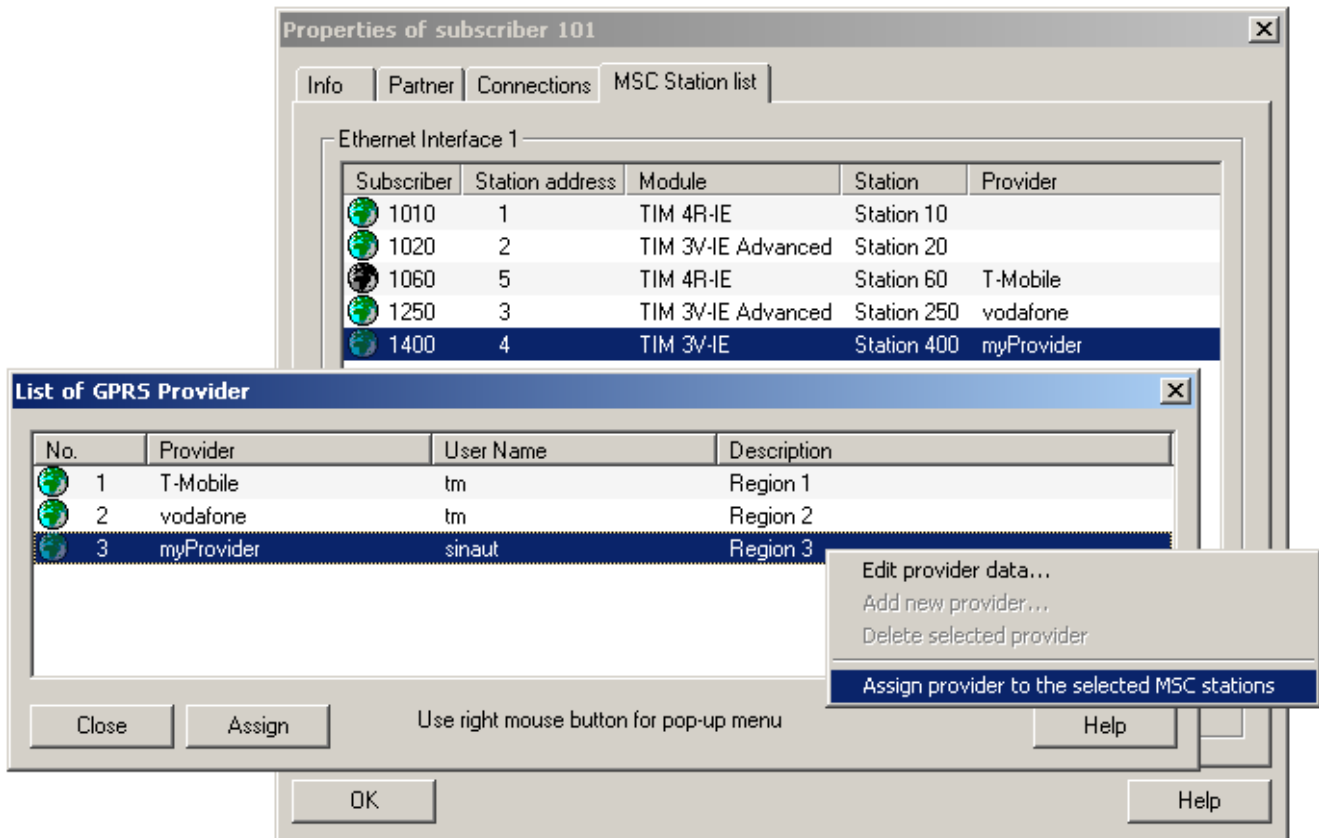 Properties of subscriber 101
Info Partner Connections MSC Station list
Ethernet Interface 1
Subscriber Station address Module Station Provider
1010 1 TIM 4R-IE Station 10
1020 2 TIM 3V-IE Advanced Station 20
1060 5 TIM 4R-IE Station 60 T-Mobile
1250 3 TIM 3V-IE Advanced Station 250 vodafone
1400 4 TIM 3V-IE Station 400 myProvider
List of GPRS Provider
No. Provider User Name Description
1 T-Mobile tm Region 1
2 vodafone tm Region 2
3 myProvider sinaut Region 3
Edit provider data...
Add new provider...
Delete selected provider
Assign provider to the selected MSC stations
Close Assign Use right mouse button for pop-up menu Help
OK Help